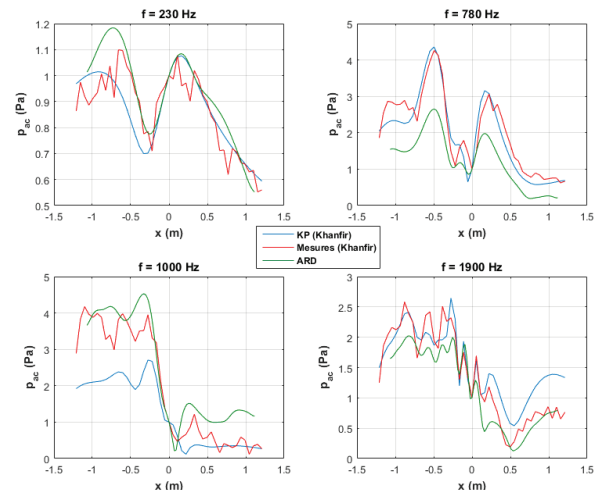 f = 230 Hz
1.2
1.1
1
0.9
0.8
0.7
0.6
0.5
p_ac (Pa)
-1.5 -1 -0.5 0 0.5 1 1.5
x (m)
f = 780 Hz
5
4
3
2
1
0
p_ac (Pa)
-1.5 -1 -0.5 0 0.5 1 1.5
x (m)
KP (Khanfir)
Mesures (Khanfir)
ARD
f = 1000 Hz
5
4
3
2
1
0
p_ac (Pa)
-1.5 -1 -0.5 0 0.5 1 1.5
x (m)
f = 1900 Hz
3
2.5
2
1.5
1
0.5
0
p_ac (Pa)
-1.5 -1 -0.5 0 0.5 1 1.5
x (m)